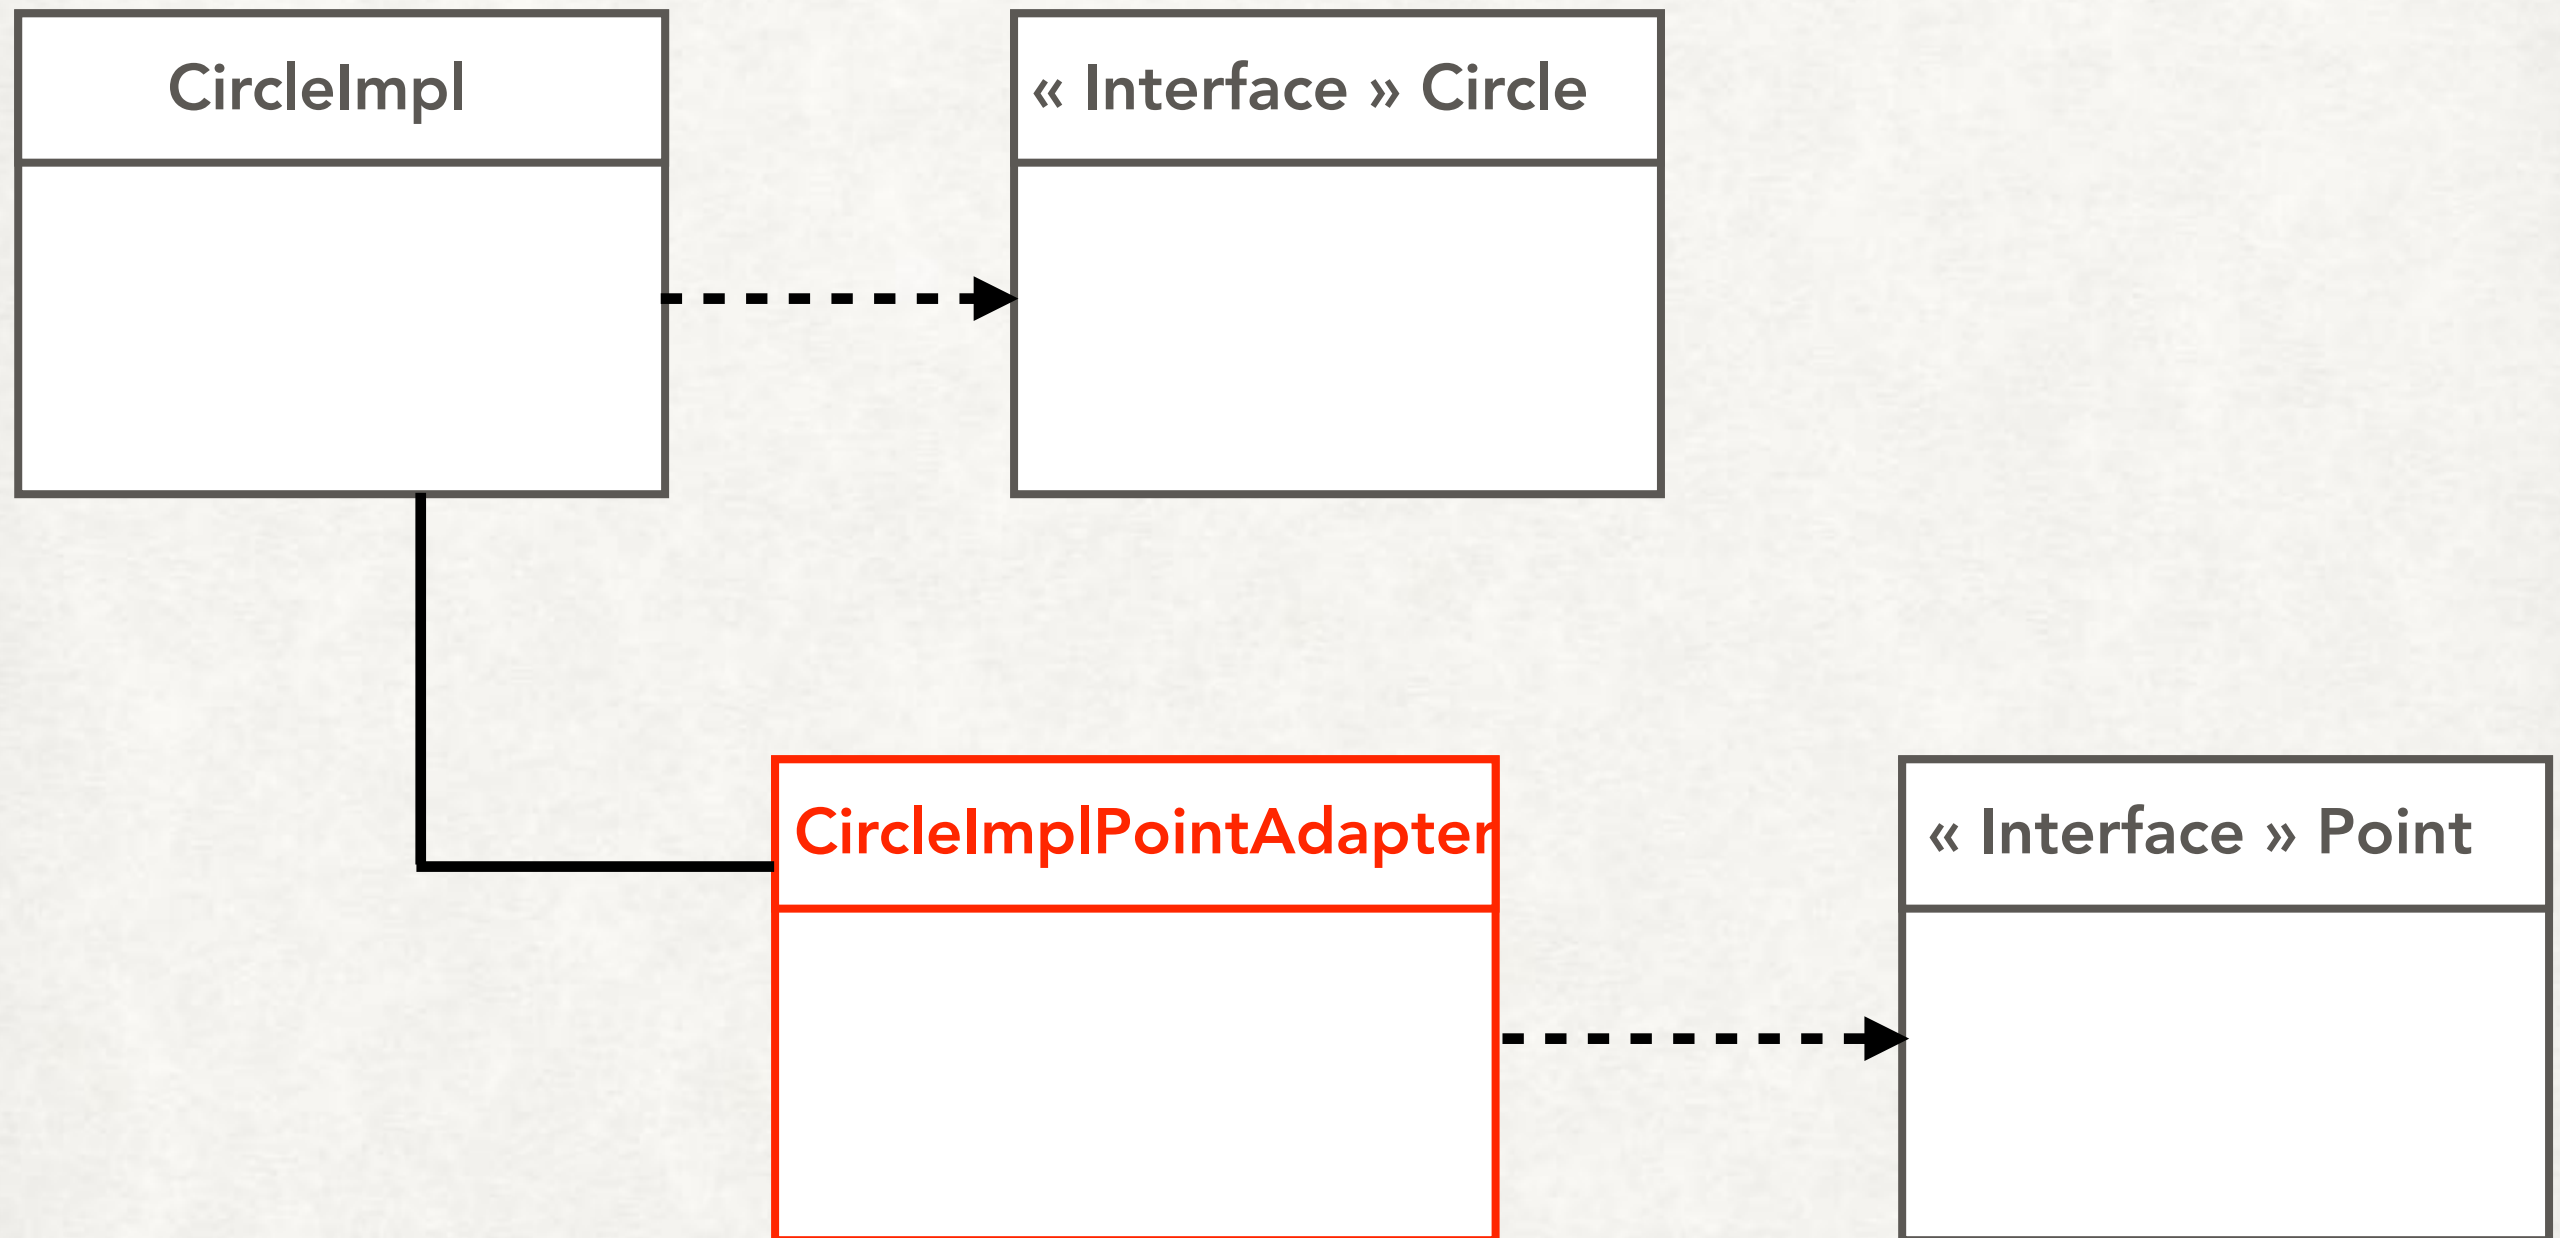 CircleImpl
« Interface » Circle
CircleImplPointAdapter
« Interface » Point